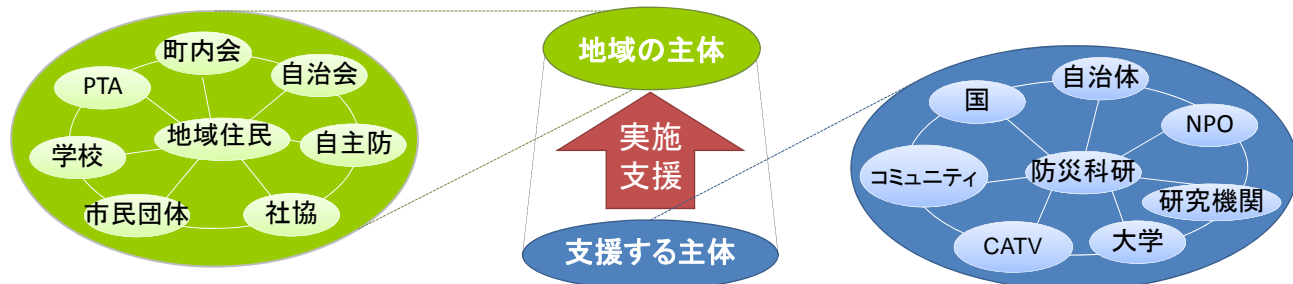 町内会
自治会
PTA
地域住民
自主防
学校
市民団体
社協
地域の主体
実施
支援
支援する主体
自治体
国
NPO
コミュニティ
防災科研
研究機関
CATV
大学